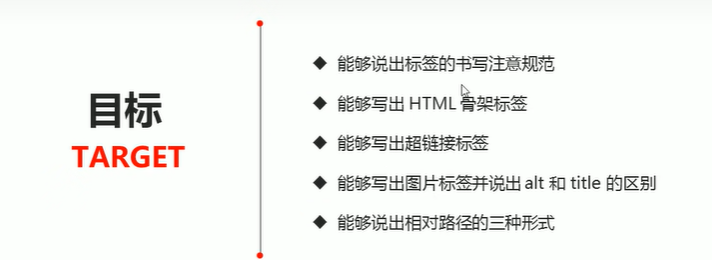 目标
TARGET
◆ 能够说出标签的书写注意规范
◆ 能够写出 HTML 骨架标签
◆ 能够写出超链接标签
◆ 能够写出图片标签并说出 alt 和 title 的区别
◆ 能够说出相对路径的三种形式